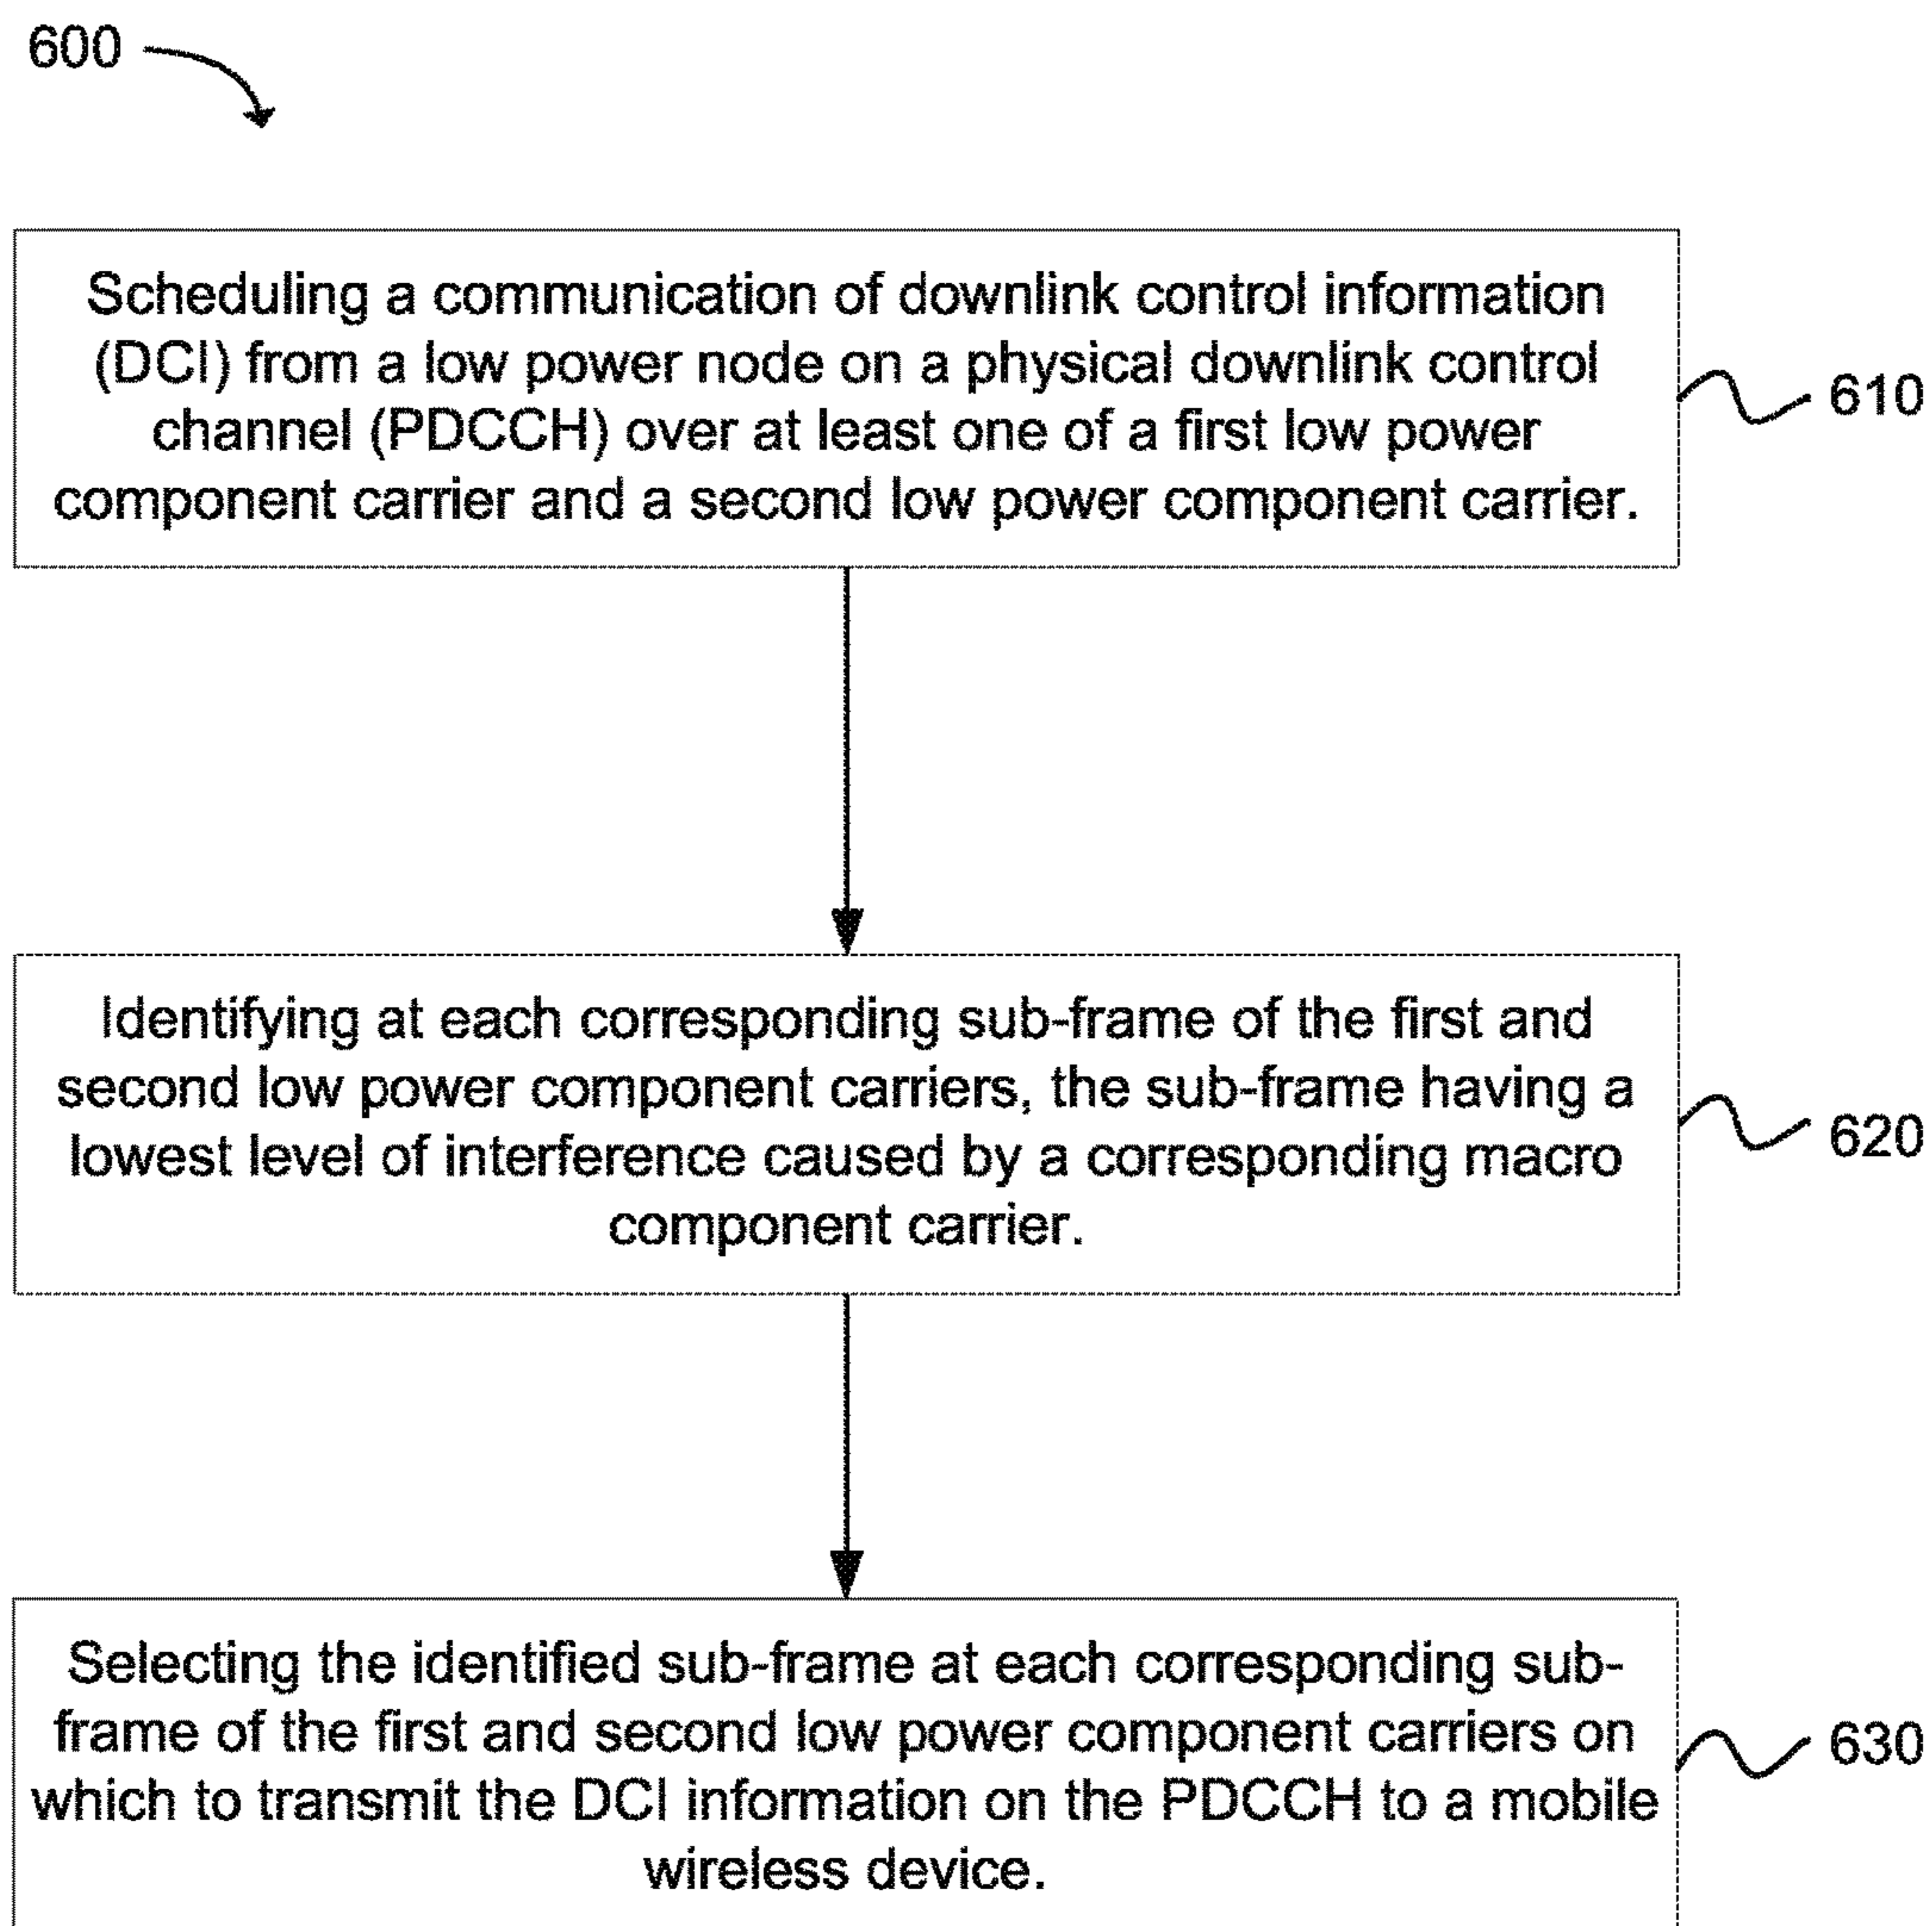 600
Scheduling a communication of downlink control information
(DCI) from a low power node on a physical downlink control
channel (PDCCH) over at least one of a first low power
component carrier and a second low power component carrier.
610
Identifying at each corresponding sub-frame of the first and
second low power component carriers, the sub-frame having a
lowest level of interference caused by a corresponding macro
component carrier.
620
Selecting the identified sub-frame at each corresponding sub-
frame of the first and second low power component carriers on
which to transmit the DCI information on the PDCCH to a mobile
wireless device.
630